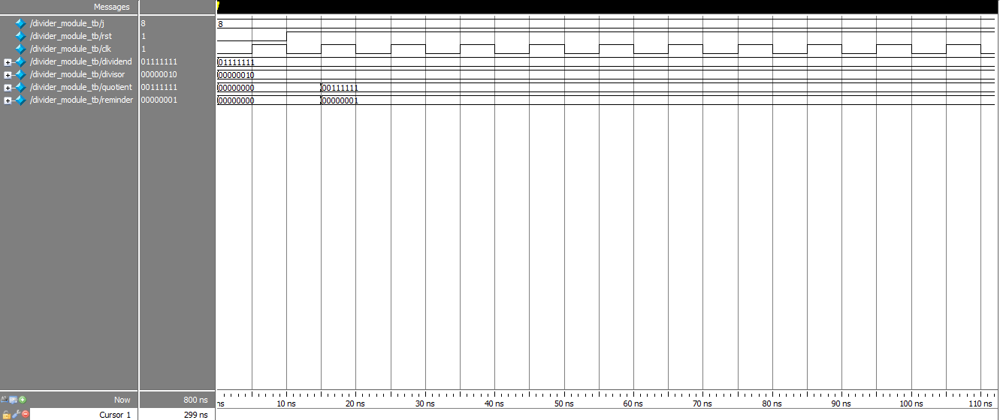 Messages
/divider_module_tb/j 8 8
/divider_module_tb/rst 1
/divider_module_tb/clk 1
/divider_module_tb/dividend 01111111 01111111
/divider_module_tb/divisor 00000010 00000010
/divider_module_tb/quotient 00111111 00000000 00111111
/divider_module_tb/reminder 00000001 00000000 00000001
Now 800 ns ns 10 ns 20 ns 30 ns 40 ns 50 ns 60 ns 70 ns 80 ns 90 ns 100 ns 110 ns
Cursor 1 299 ns